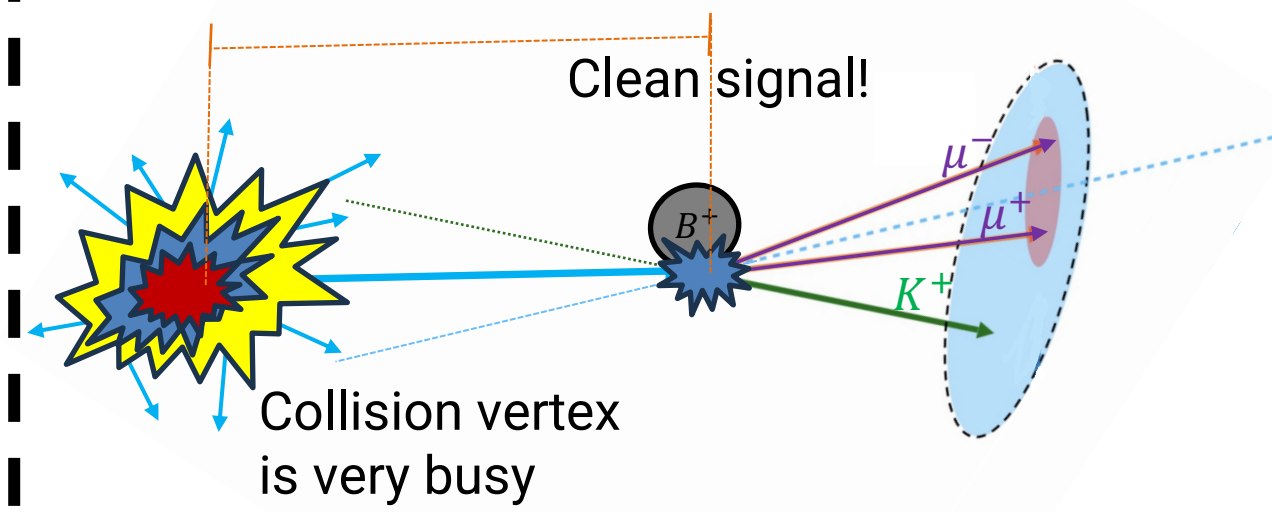 Clean signal!
μ⁻
B⁺
μ⁺
K⁺
Collision vertex
is very busy